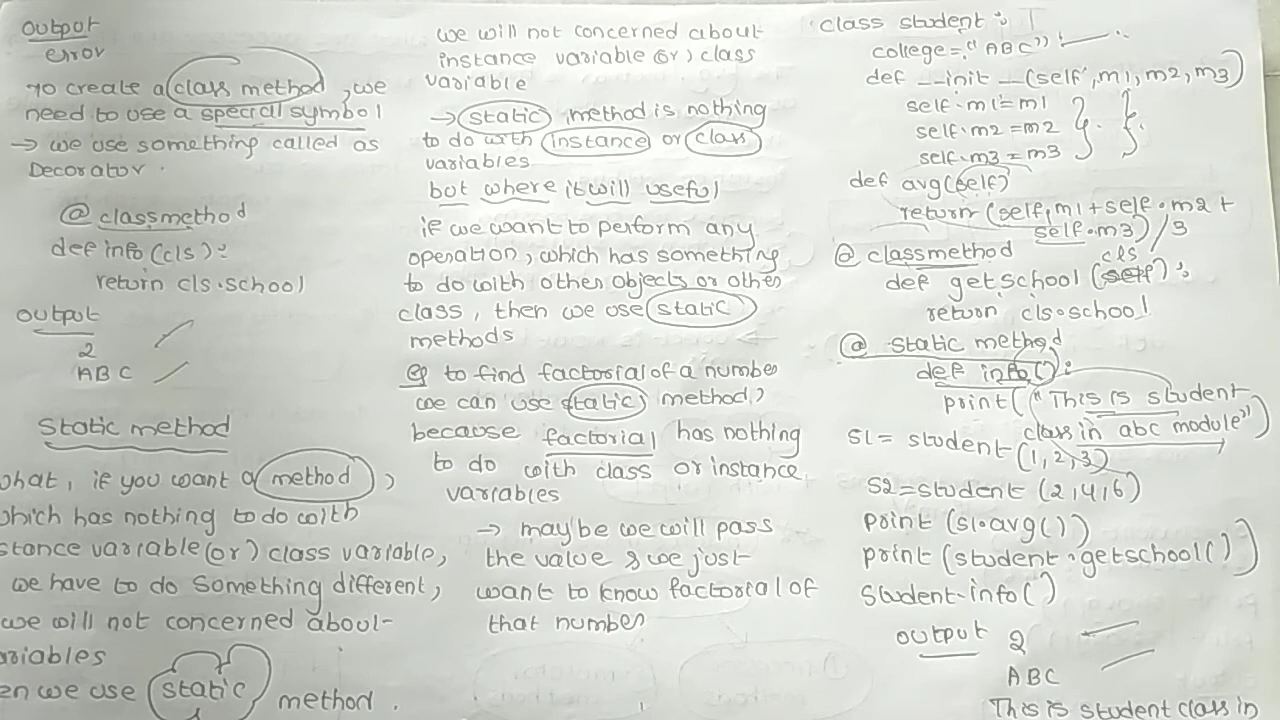 output
error
To create a class method, we
need to use a special symbol
→ we use something called as
Decorator.
@classmethod
def info(cls):
return cls.school
output
2
ABC
static method
what, if you want a method,
which has nothing to do with
stance variable (or) class variable,
we have to do something different,
we will not concerned about
riables
en we use static method.
we will not concerned about
instance variable (or) class
variable
→ static method is nothing
to do with instance or class
variables
but where it will useful
if we want to perform any
operation, which has something
to do with other objects or other
class, then we use static
methods
eg to find factorial of a number
we can use static method,
because factorial has nothing
to do with class or instance
variables
→ maybe we will pass
the value & we just
want to know factorial of
that number
class student:
college="ABC"
def __init__(self, m1, m2, m3)
self.m1=m1
self.m2=m2
self.m3=m3
def avg(self)
return (self.m1+self.m2+
self.m3)/3
@classmethod
cls
def getschool (self):
return cls.school
@ static method
def info():
print("This is student
class in abc module")
S1= student (1,2,3)
S2=student (2,4,6)
print (s1.avg())
print (student.getschool())
student.info()
output 2
ABC
This is student class in